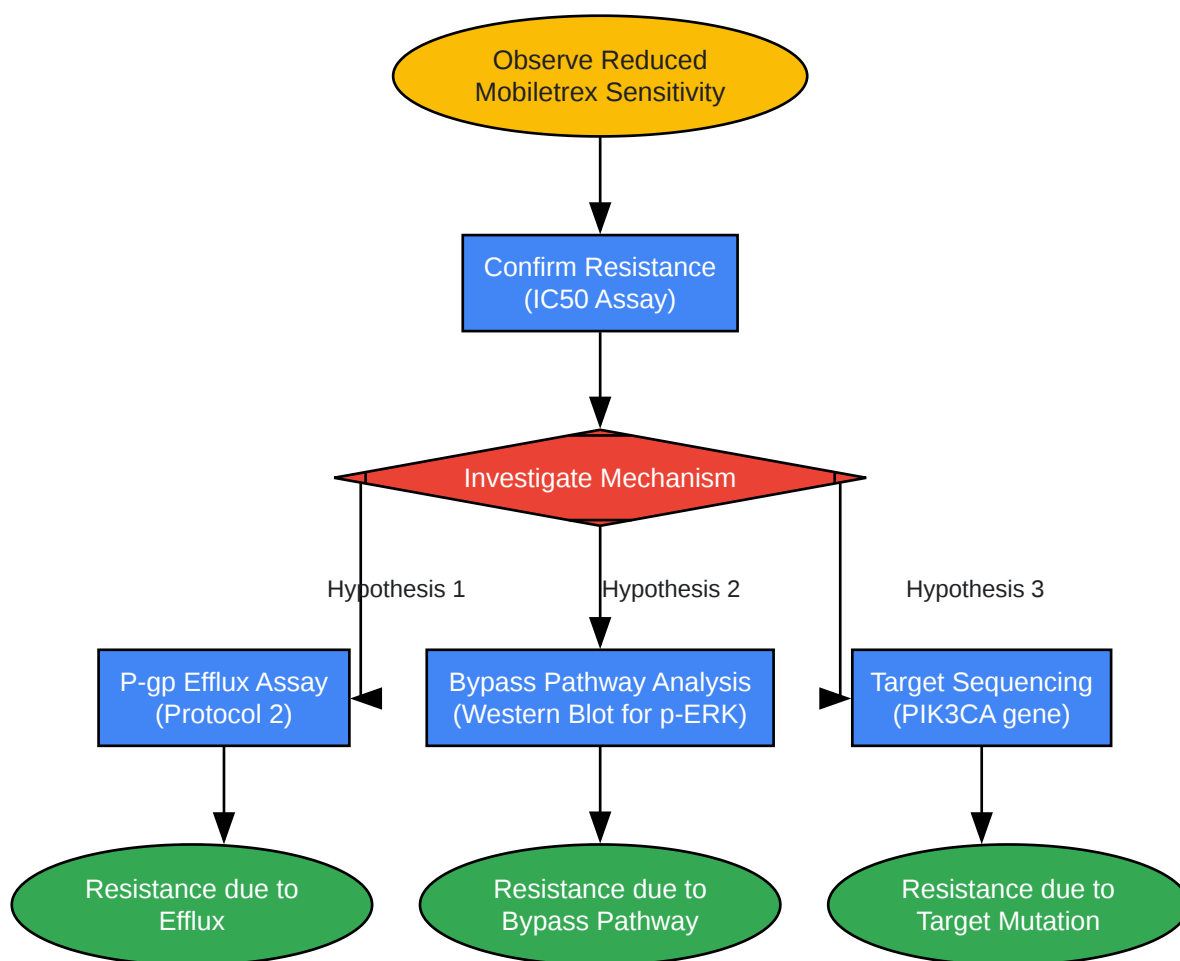 Observe Reduced
Mobiletrex Sensitivity
Confirm Resistance
(IC50 Assay)
Investigate Mechanism
Hypothesis 1
Hypothesis 2
Hypothesis 3
P-gp Efflux Assay
(Protocol 2)
Bypass Pathway Analysis
(Western Blot for p-ERK)
Target Sequencing
(PIK3CA gene)
Resistance due to
Efflux
Resistance due to
Bypass Pathway
Resistance due to
Target Mutation